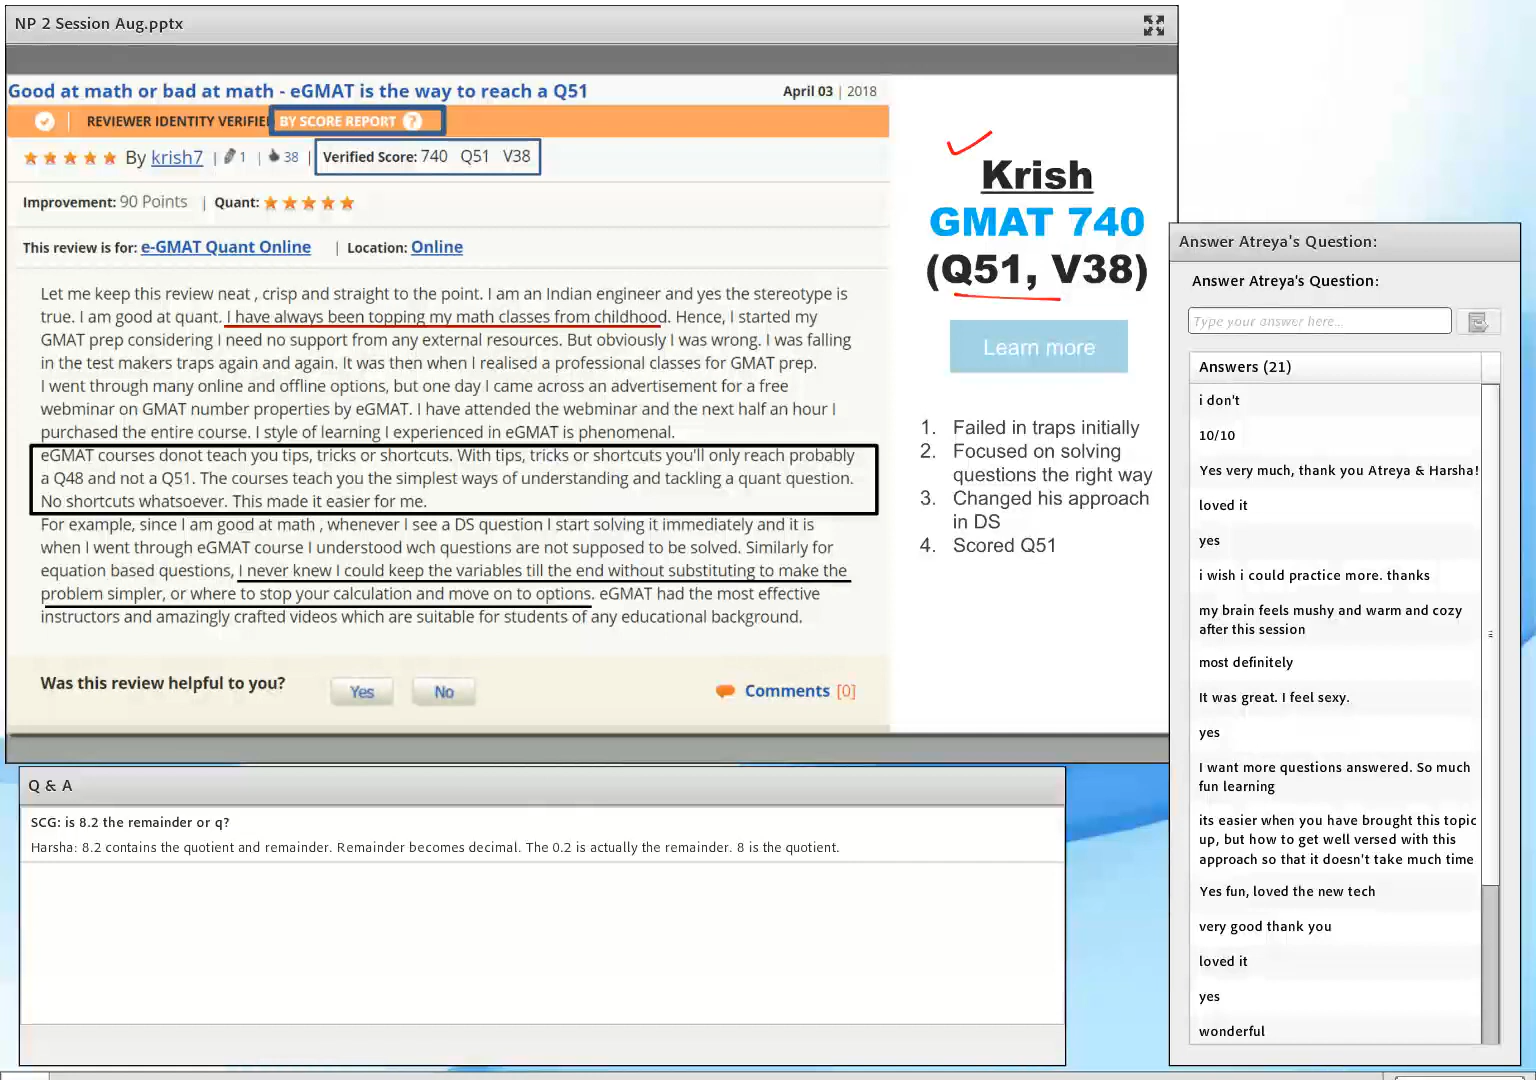 NP 2 Session Aug.pptx
Good at math or bad at math - eGMAT is the way to reach a Q51
April 03 | 2018
REVIEWER IDENTITY VERIFIED BY SCORE REPORT ?
By krish7 | 1 | 38 | Verified Score: 740 Q51 V38
Improvement: 90 Points | Quant:
This review is for: e-GMAT Quant Online | Location: Online
Let me keep this review neat , crisp and straight to the point. I am an Indian engineer and yes the stereotype is
true. I am good at quant. I have always been topping my math classes from childhood. Hence, I started my
GMAT prep considering I need no support from any external resources. But obviously I was wrong. I was falling
in the test makers traps again and again. It was then when I realised a professional classes for GMAT prep.
I went through many online and offline options, but one day I came across an advertisement for a free
webminar on GMAT number properties by eGMAT. I have attended the webminar and the next half an hour I
purchased the entire course. I style of learning I experienced in eGMAT is phenomenal.
eGMAT courses donot teach you tips, tricks or shortcuts. With tips, tricks or shortcuts you'll only reach probably
a Q48 and not a Q51. The courses teach you the simplest ways of understanding and tackling a quant question.
No shortcuts whatsoever. This made it easier for me.
For example, since I am good at math , whenever I see a DS question I start solving it immediately and it is
when I went through eGMAT course I understood wch questions are not supposed to be solved. Similarly for
equation based questions, I never knew I could keep the variables till the end without substituting to make the
problem simpler, or where to stop your calculation and move on to options. eGMAT had the most effective
instructors and amazingly crafted videos which are suitable for students of any educational background.
Was this review helpful to you?
Yes
No
Comments [0]
Krish
GMAT 740
(Q51, V38)
Learn more
1. Failed in traps initially
2. Focused on solving
questions the right way
3. Changed his approach
in DS
4. Scored Q51
Q & A
SCG: is 8.2 the remainder or q?
Harsha: 8.2 contains the quotient and remainder. Remainder becomes decimal. The 0.2 is actually the remainder. 8 is the quotient.
Answer Atreya's Question:
Answer Atreya's Question:
Type your answer here...
Answers (21)
i don't
10/10
Yes very much, thank you Atreya & Harsha!
loved it
yes
i wish i could practice more. thanks
my brain feels mushy and warm and cozy
after this session
most definitely
It was great. I feel sexy.
yes
I want more questions answered. So much
fun learning
its easier when you have brought this topic
up, but how to get well versed with this
approach so that it doesn't take much time
Yes fun, loved the new tech
very good thank you
loved it
yes
wonderful